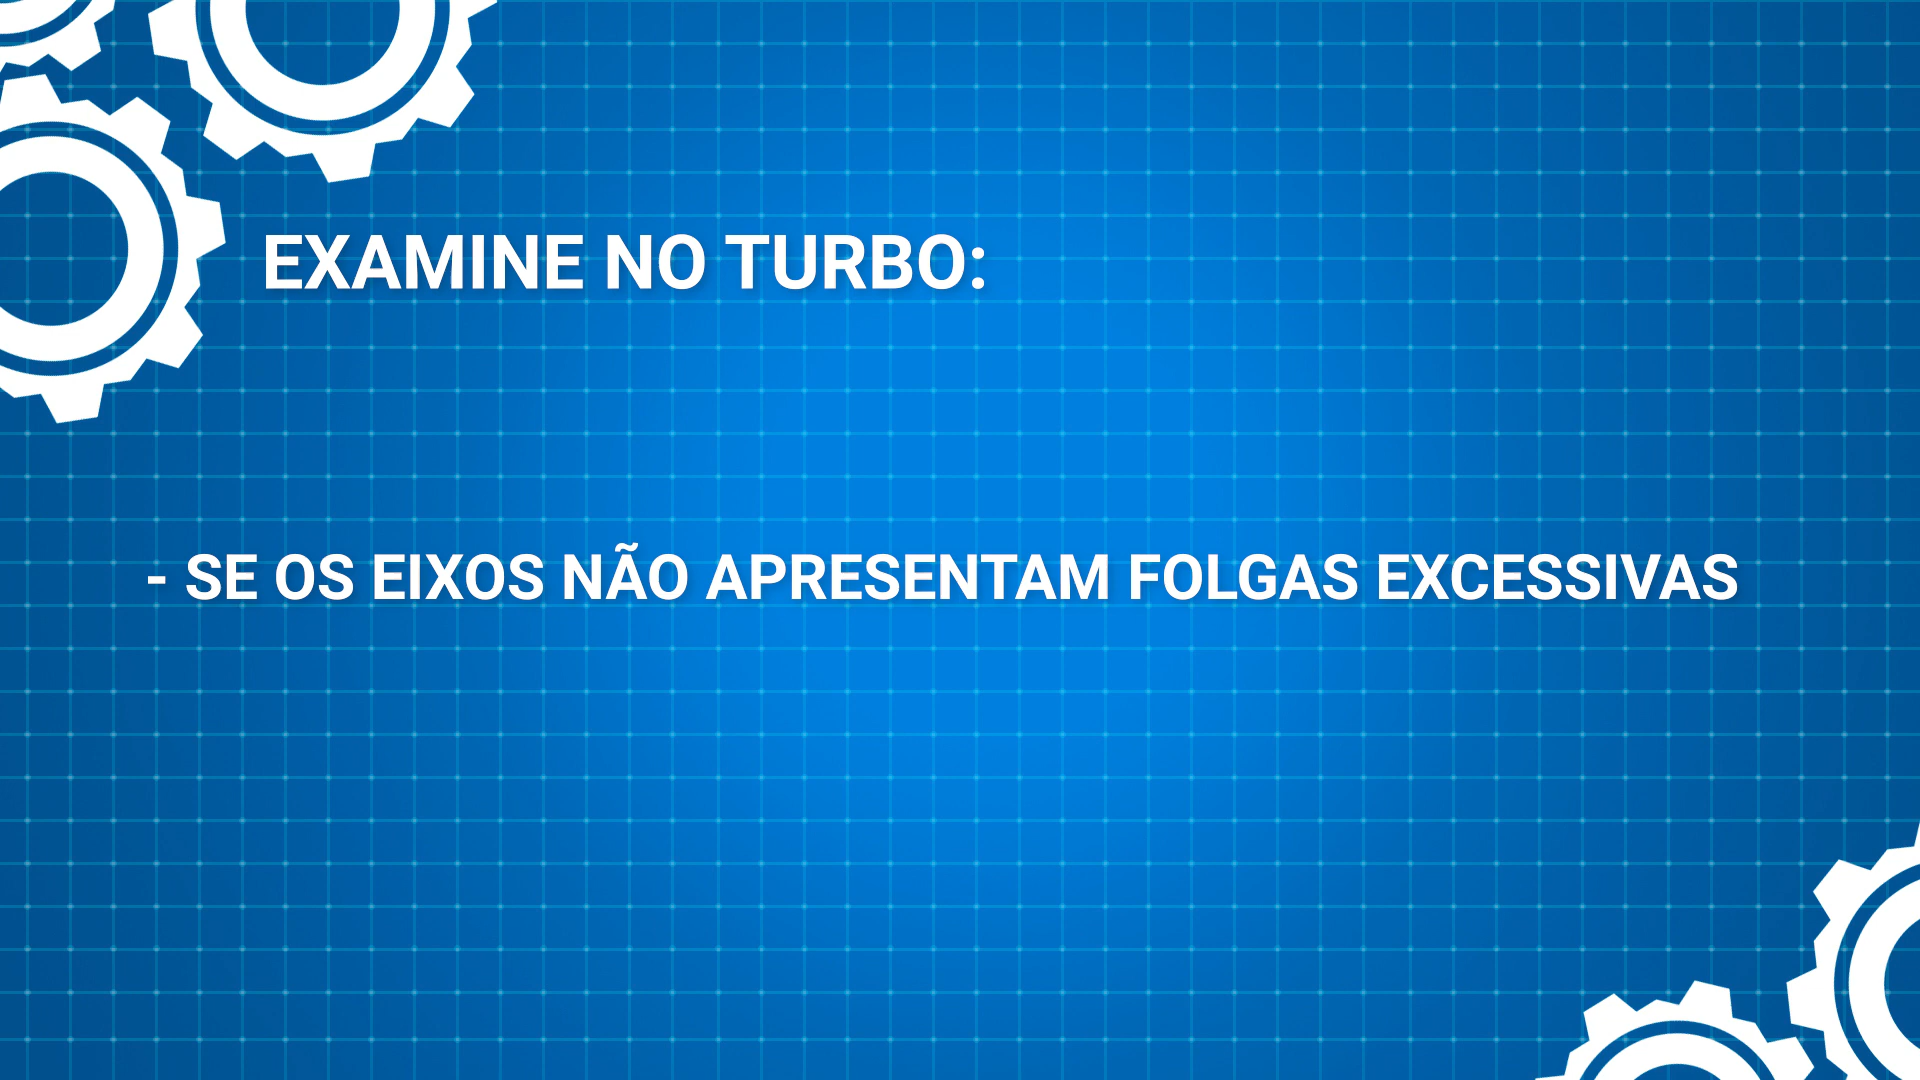 EXAMINE NO TURBO:
- SE OS EIXOS NÃO APRESENTAM FOLGAS EXCESSIVAS